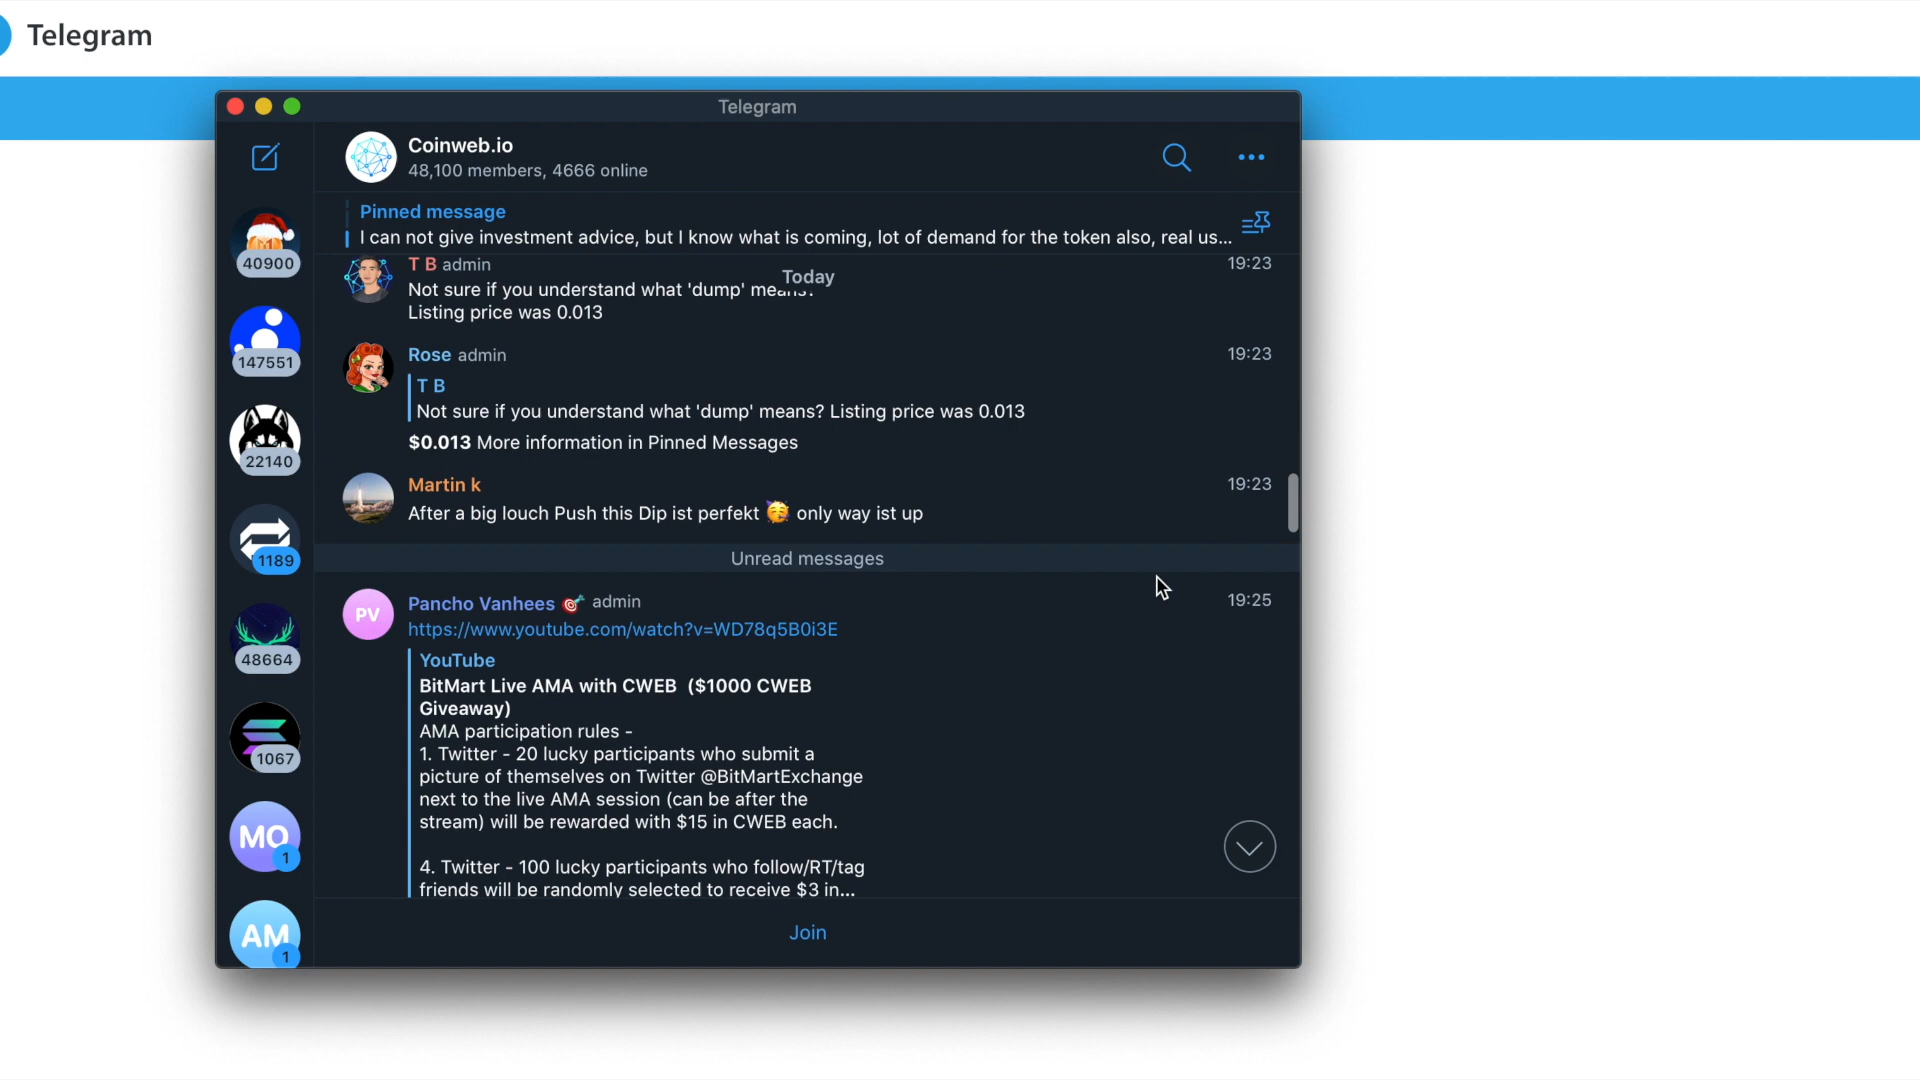 Telegram
Telegram
Coinweb.io
48,100 members, 4666 online
Pinned message
I can not give investment advice, but I know what is coming, lot of demand for the token also, real us...
T B admin 19:23
Today
Not sure if you understand what 'dump' means?
Listing price was 0.013
Rose admin 19:23
T B
Not sure if you understand what 'dump' means? Listing price was 0.013
$0.013 More information in Pinned Messages
Martin k 19:23
After a big louch Push this Dip ist perfekt 🥳 only way ist up
Unread messages
PV
Pancho Vanhees 🎯 admin 19:25
https://www.youtube.com/watch?v=WD78q5B0i3E
YouTube
BitMart Live AMA with CWEB ($1000 CWEB
Giveaway)
AMA participation rules -
1. Twitter - 20 lucky participants who submit a
picture of themselves on Twitter @BitMartExchange
next to the live AMA session (can be after the
stream) will be rewarded with $15 in CWEB each.
4. Twitter - 100 lucky participants who follow/RT/tag
friends will be randomly selected to receive $3 in...
Join
40900
147551
22140
1189
48664
1067
MO
1
AM
1